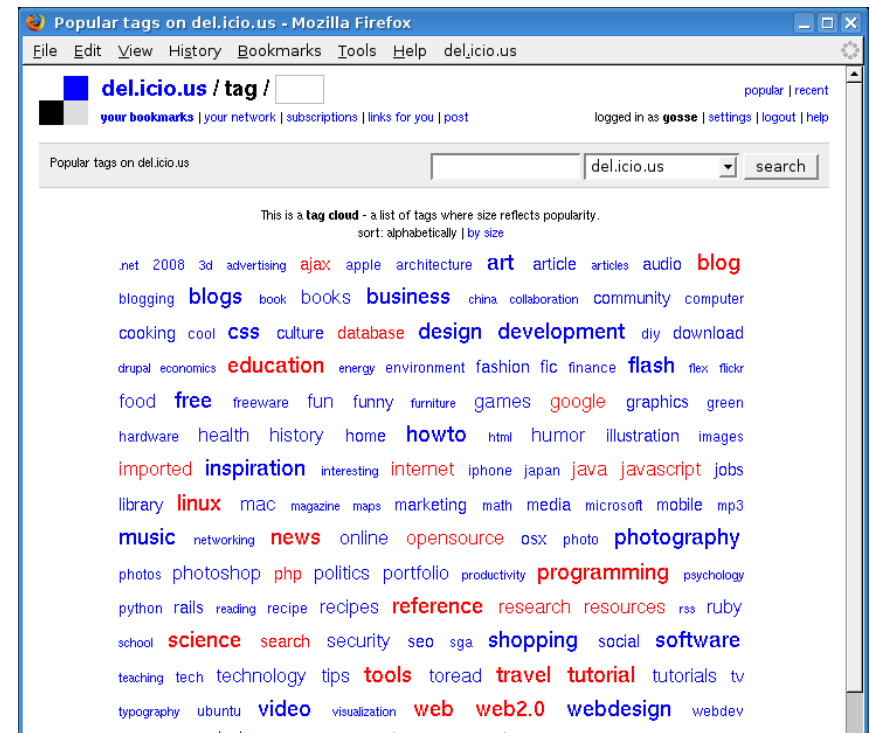 Popular tags on del.icio.us - Mozilla Firefox
File Edit View History Bookmarks Tools Help del.icio.us
del.icio.us / tag /
popular | recent
your bookmarks | your network | subscriptions | links for you | post
logged in as gosse | settings | logout | help
Popular tags on del.icio.us
del.icio.us
search
This is a tag cloud - a list of tags where size reflects popularity.
sort: alphabetically | by size
.net 2008 3d advertising ajax apple architecture art article articles audio blog
blogging blogs book books business china collaboration community computer
cooking cool css culture database design development diy download
drupal economics education energy environment fashion fic finance flash flex flickr
food free freeware fun funny furniture games google graphics green
hardware health history home howto html humor illustration images
imported inspiration interesting internet iphone japan java javascript jobs
library linux mac magazine maps marketing math media microsoft mobile mp3
music networking news online opensource osx photo photography
photos photoshop php politics portfolio productivity programming psychology
python rails reading recipe recipes reference research resources rss ruby
school science search security seo sga shopping social software
teaching tech technology tips tools toread travel tutorial tutorials tv
typography ubuntu video visualization web web2.0 webdesign webdev